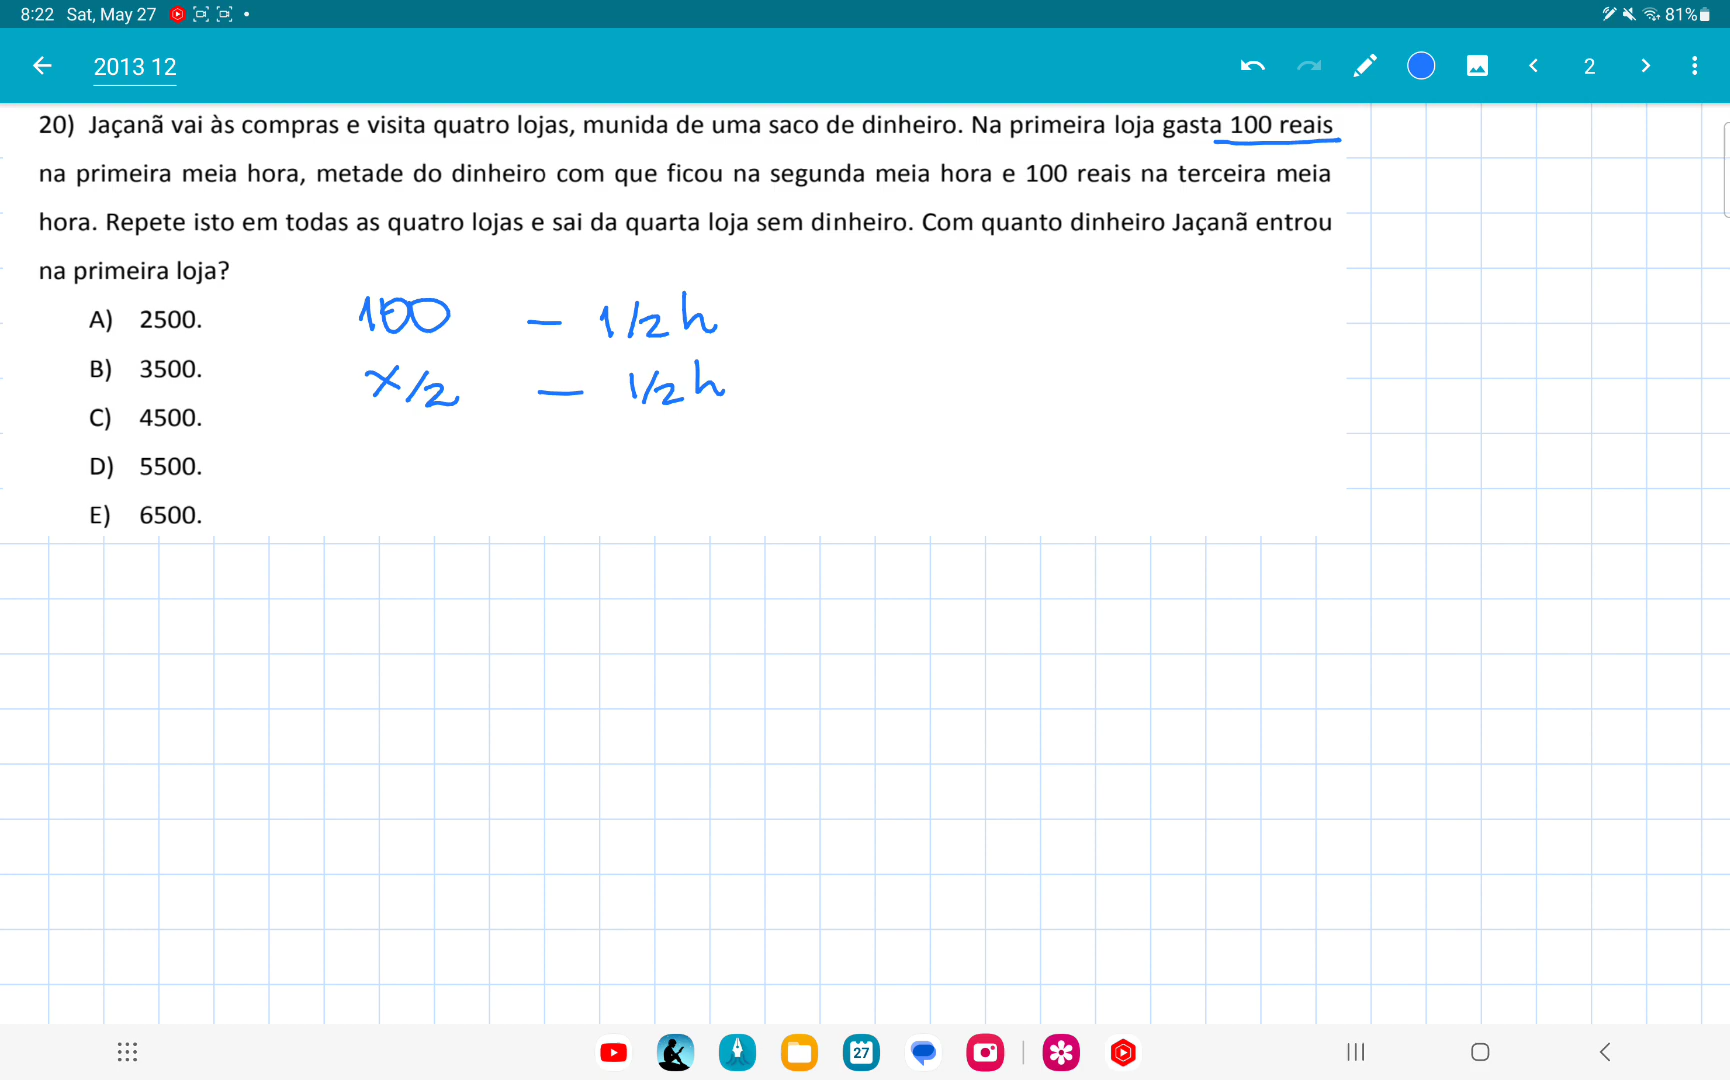 8:22 Sat, May 27
81%
2013 12
2
20) Jaçanã vai às compras e visita quatro lojas, munida de uma saco de dinheiro. Na primeira loja gasta 100 reais
na primeira meia hora, metade do dinheiro com que ficou na segunda meia hora e 100 reais na terceira meia
hora. Repete isto em todas as quatro lojas e sai da quarta loja sem dinheiro. Com quanto dinheiro Jaçanã entrou
na primeira loja?
A) 2500.
B) 3500.
C) 4500.
D) 5500.
E) 6500.
100 – 1/2 h
x/2 – 1/2 h
27